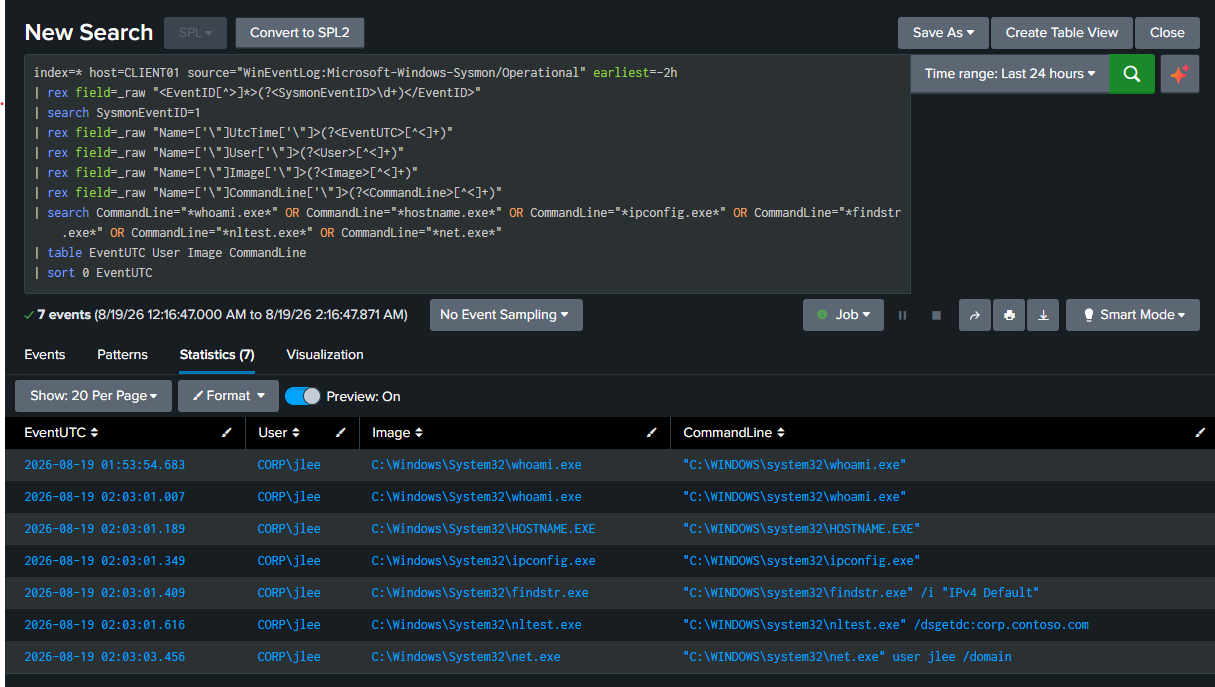 New Search SPL Convert to SPL2 Save As Create Table View Close
index=* host=CLIENT01 source="WinEventLog:Microsoft-Windows-Sysmon/Operational" earliest=-2h
| rex field=_raw "<EventID[^>]*>(?<SysmonEventID>\d+)</EventID>"
| search SysmonEventID=1
| rex field=_raw "Name=['\"]UtcTime['\"]>(?<EventUTC>[^<]+)"
| rex field=_raw "Name=['\"]User['\"]>(?<User>[^<]+)"
| rex field=_raw "Name=['\"]Image['\"]>(?<Image>[^<]+)"
| rex field=_raw "Name=['\"]CommandLine['\"]>(?<CommandLine>[^<]+)"
| search CommandLine="*whoami.exe*" OR CommandLine="*hostname.exe*" OR CommandLine="*ipconfig.exe*" OR CommandLine="*findstr
.exe*" OR CommandLine="*nltest.exe*" OR CommandLine="*net.exe*"
| table EventUTC User Image CommandLine
| sort 0 EventUTC
Time range: Last 24 hours
7 events (8/19/26 12:16:47.000 AM to 8/19/26 2:16:47.871 AM) No Event Sampling Job Smart Mode
Events Patterns Statistics (7) Visualization
Show: 20 Per Page Format Preview: On
EventUTC User Image CommandLine
2026-08-19 01:53:54.683 CORP\jlee C:\Windows\System32\whoami.exe "C:\WINDOWS\system32\whoami.exe"
2026-08-19 02:03:01.007 CORP\jlee C:\Windows\System32\whoami.exe "C:\WINDOWS\system32\whoami.exe"
2026-08-19 02:03:01.189 CORP\jlee C:\Windows\System32\HOSTNAME.EXE "C:\WINDOWS\system32\HOSTNAME.EXE"
2026-08-19 02:03:01.349 CORP\jlee C:\Windows\System32\ipconfig.exe "C:\WINDOWS\system32\ipconfig.exe"
2026-08-19 02:03:01.409 CORP\jlee C:\Windows\System32\findstr.exe "C:\WINDOWS\system32\findstr.exe" /i "IPv4 Default"
2026-08-19 02:03:01.616 CORP\jlee C:\Windows\System32\nltest.exe "C:\WINDOWS\system32\nltest.exe" /dsgetdc:corp.contoso.com
2026-08-19 02:03:03.456 CORP\jlee C:\Windows\System32\net.exe "C:\WINDOWS\system32\net.exe" user jlee /domain